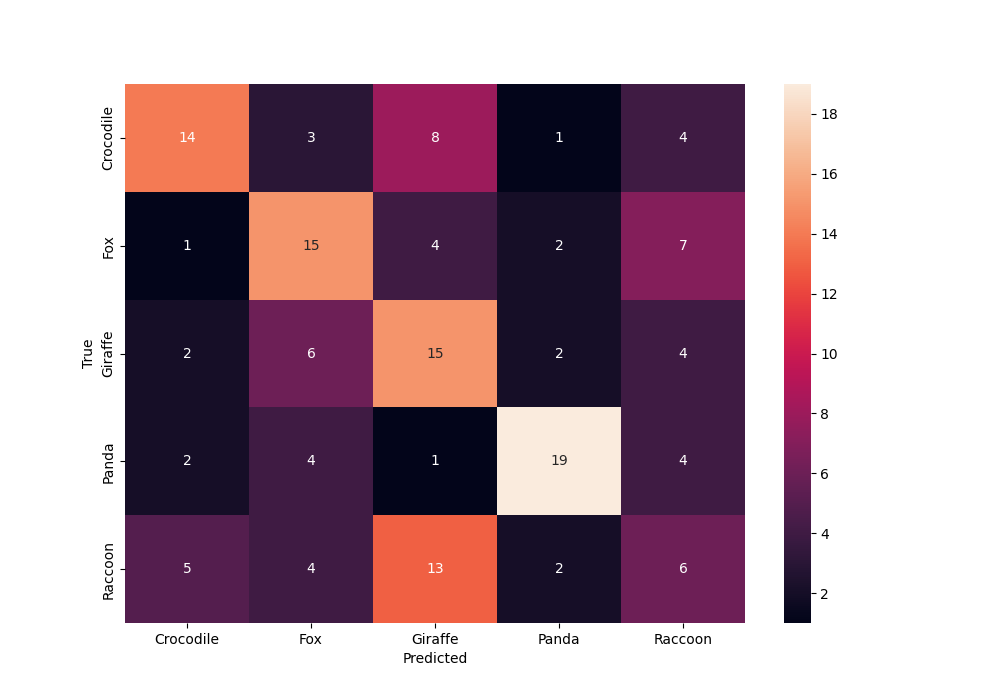 Crocodile 14 3 8 1 4
Fox 1 15 4 2 7
Giraffe 2 6 15 2 4
Panda 2 4 1 19 4
Raccoon 5 4 13 2 6
True
Crocodile Fox Giraffe Panda Raccoon
Predicted
18
16
14
12
10
8
6
4
2